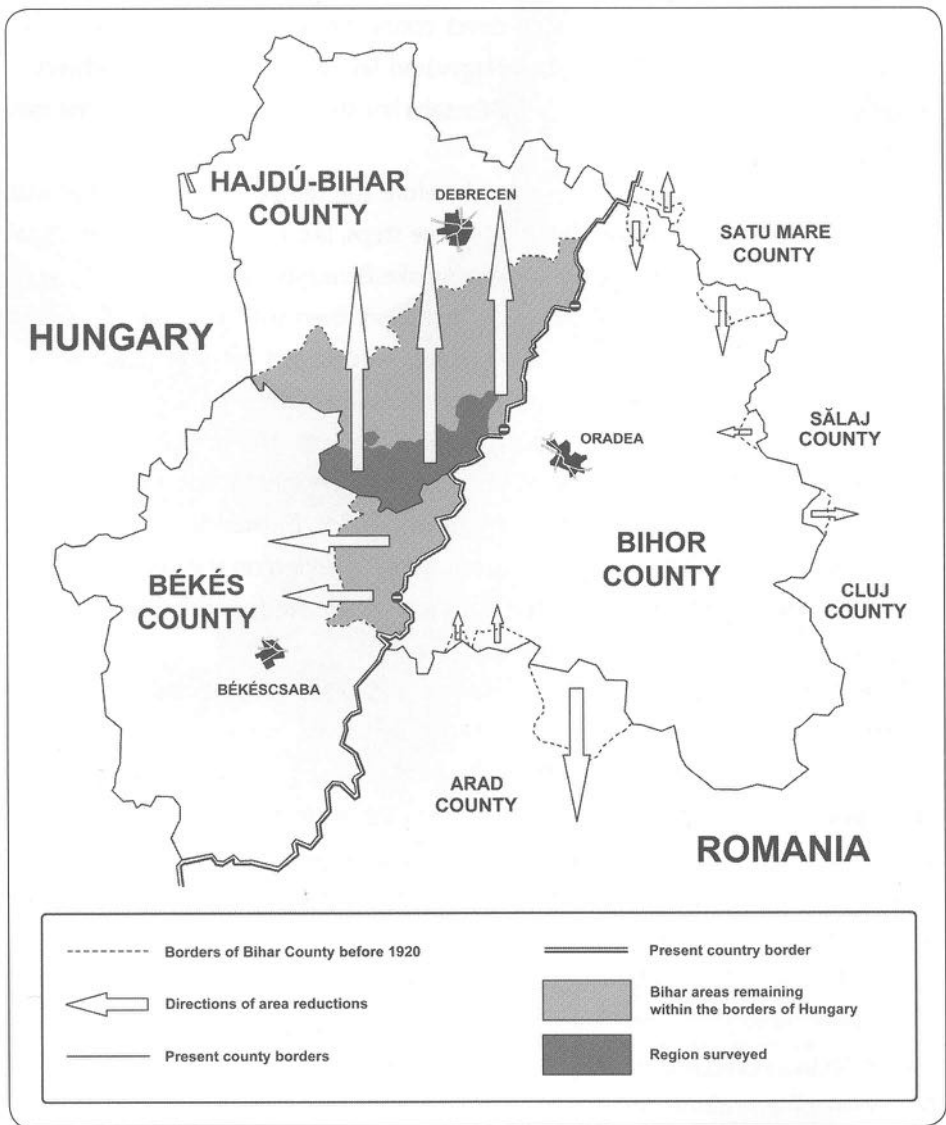 HAJDÚ-BIHAR
COUNTY
DEBRECEN
SATU MARE
COUNTY
HUNGARY
ORADEA
SĂLAJ
COUNTY
BIHOR
COUNTY
BÉKÉS
COUNTY
CLUJ
COUNTY
BÉKÉSCSABA
ARAD
COUNTY
ROMANIA
Borders of Bihar County before 1920
Directions of area reductions
Present county borders
Present country border
Bihar areas remaining
within the borders of Hungary
Region surveyed